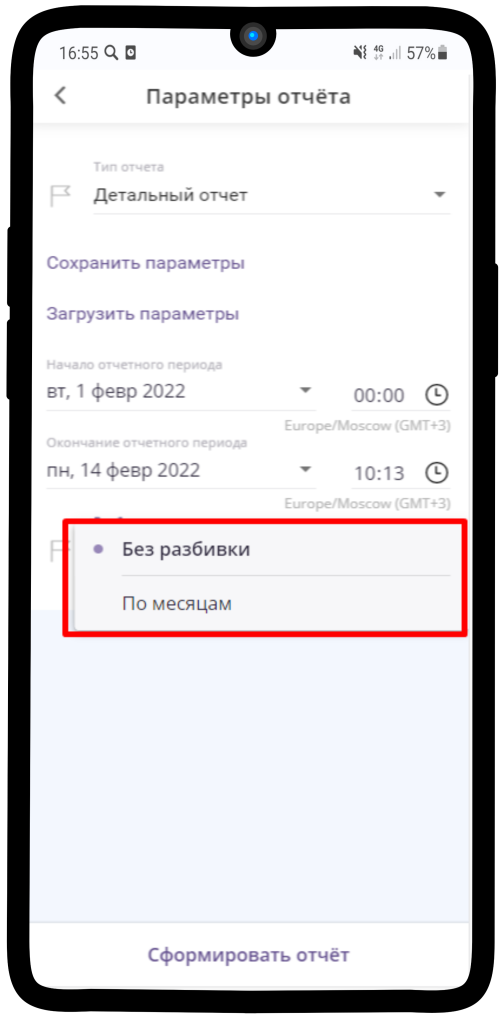 16:55 4G 57%
Параметры отчёта
Тип отчета
Детальный отчет
Сохранить параметры
Загрузить параметры
Начало отчетного периода
вт, 1 февр 2022 00:00
Europe/Moscow (GMT+3)
Окончание отчетного периода
пн, 14 февр 2022 10:13
Europe/Moscow (GMT+3)
Без разбивки
По месяцам
Сформировать отчёт